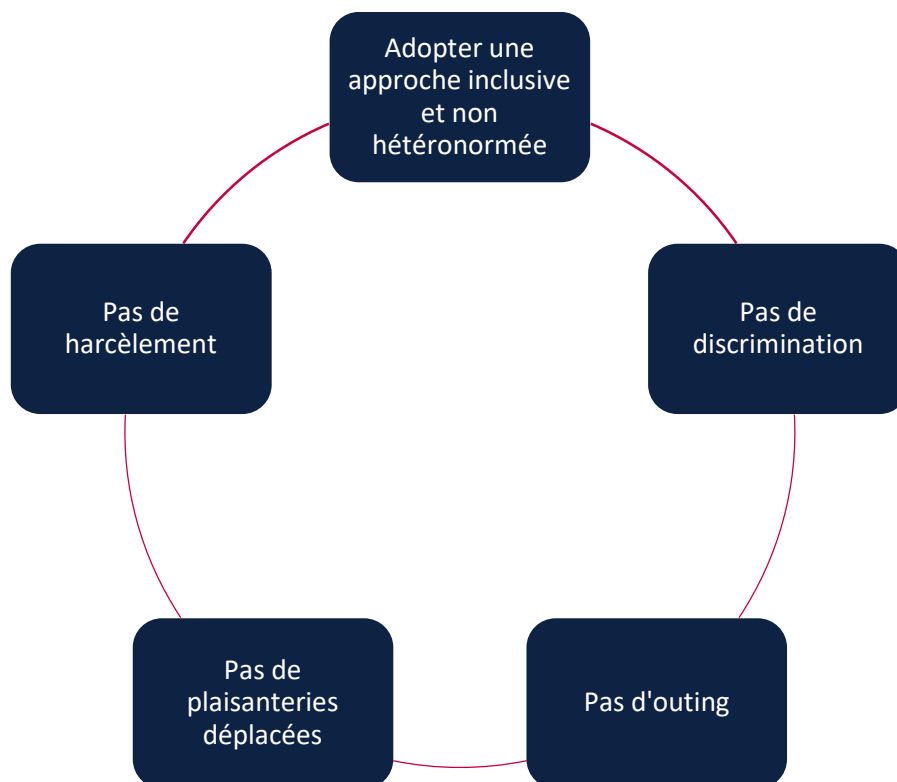 Adopter une
approche inclusive
et non
hétéronormée
Pas de
harcèlement
Pas de
discrimination
Pas de
plaisanteries
déplacées
Pas d'outing